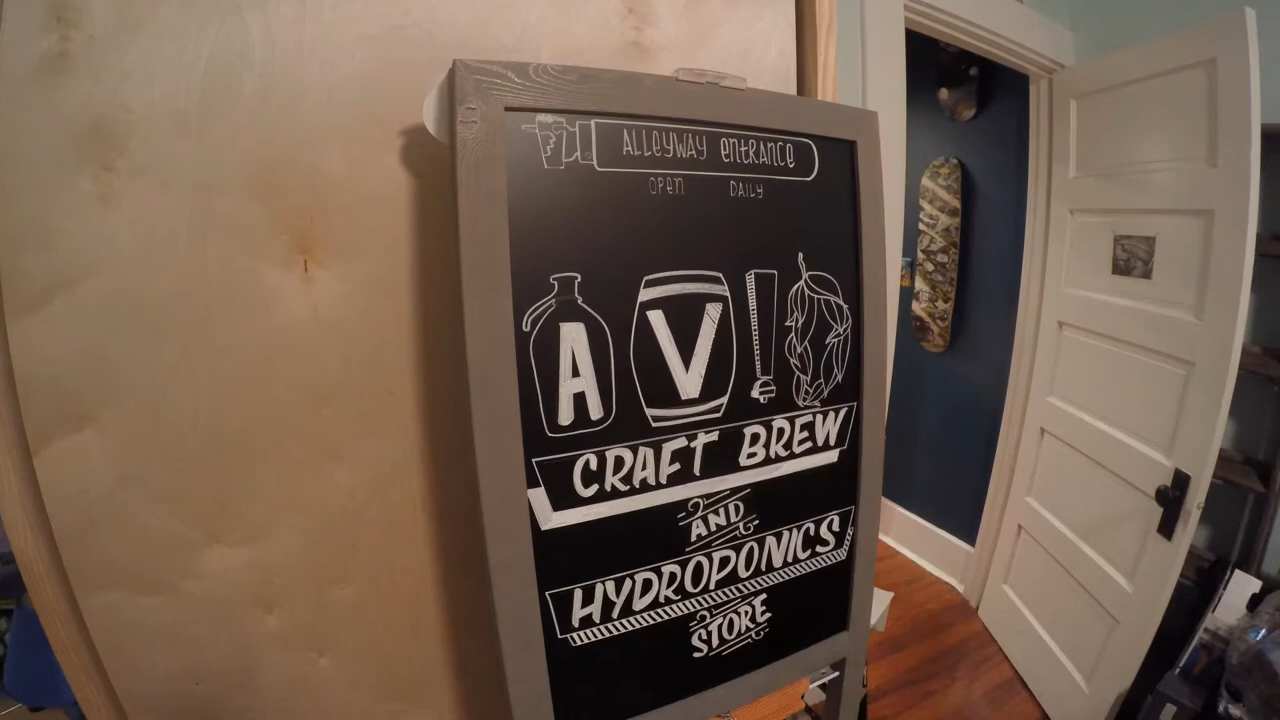 ALLEYWAY entrance
OPEN DAILY
AV!O
CRAFT BREW
AND
HYDROPONICS
STORE